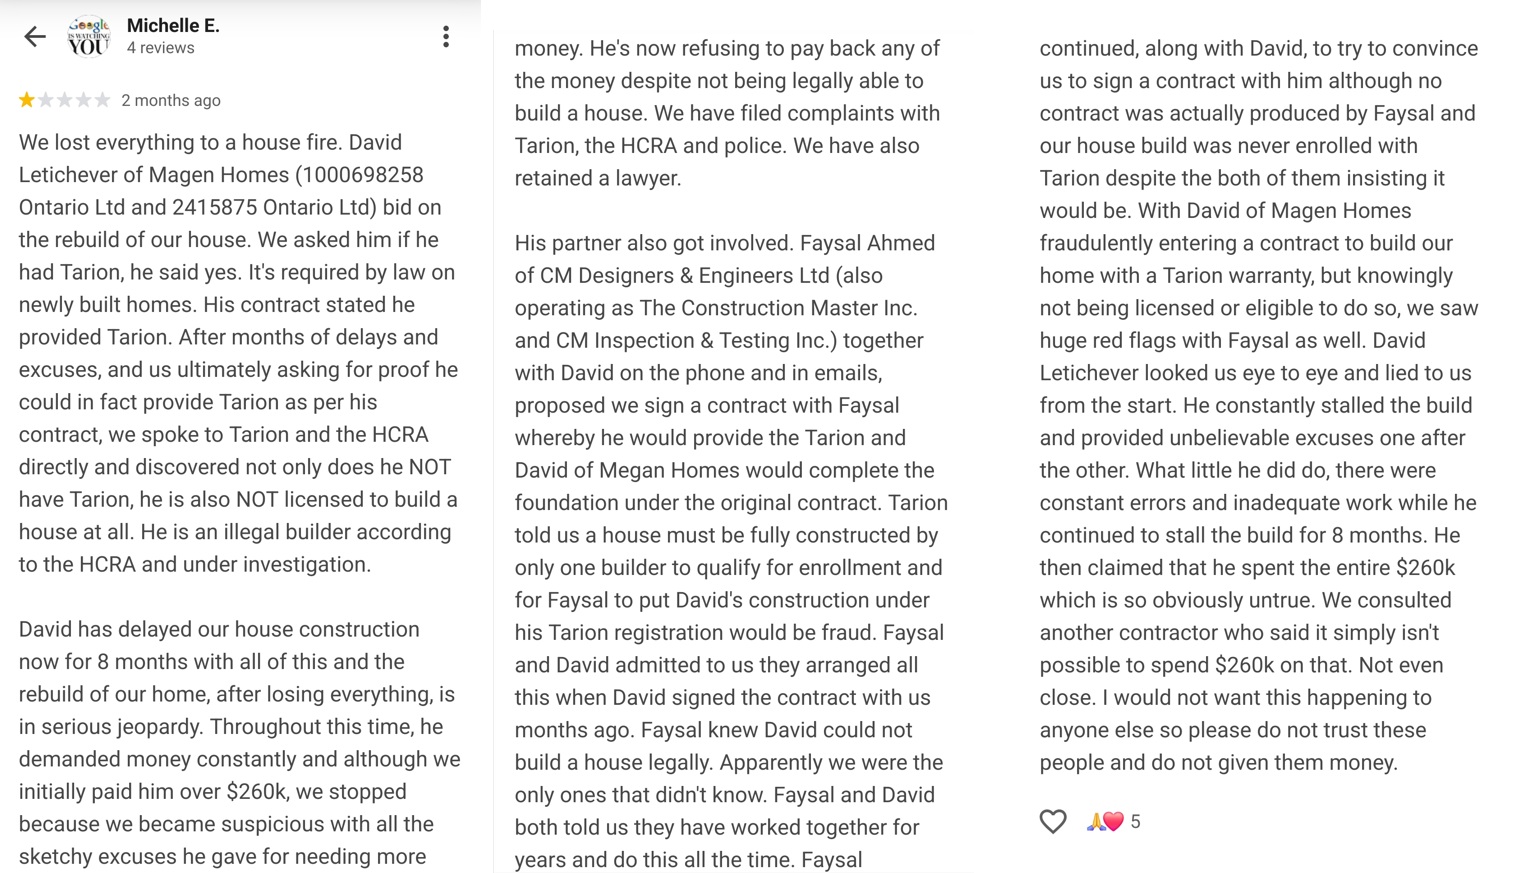 Google
IS WATCHING
YOU
Michelle E.
4 reviews
2 months ago
We lost everything to a house fire. David
Letichever of Magen Homes (1000698258
Ontario Ltd and 2415875 Ontario Ltd) bid on
the rebuild of our house. We asked him if he
had Tarion, he said yes. It's required by law on
newly built homes. His contract stated he
provided Tarion. After months of delays and
excuses, and us ultimately asking for proof he
could in fact provide Tarion as per his
contract, we spoke to Tarion and the HCRA
directly and discovered not only does he NOT
have Tarion, he is also NOT licensed to build a
house at all. He is an illegal builder according
to the HCRA and under investigation.
David has delayed our house construction
now for 8 months with all of this and the
rebuild of our home, after losing everything, is
in serious jeopardy. Throughout this time, he
demanded money constantly and although we
initially paid him over $260k, we stopped
because we became suspicious with all the
sketchy excuses he gave for needing more
money. He's now refusing to pay back any of
the money despite not being legally able to
build a house. We have filed complaints with
Tarion, the HCRA and police. We have also
retained a lawyer.
His partner also got involved. Faysal Ahmed
of CM Designers & Engineers Ltd (also
operating as The Construction Master Inc.
and CM Inspection & Testing Inc.) together
with David on the phone and in emails,
proposed we sign a contract with Faysal
whereby he would provide the Tarion and
David of Megan Homes would complete the
foundation under the original contract. Tarion
told us a house must be fully constructed by
only one builder to qualify for enrollment and
for Faysal to put David's construction under
his Tarion registration would be fraud. Faysal
and David admitted to us they arranged all
this when David signed the contract with us
months ago. Faysal knew David could not
build a house legally. Apparently we were the
only ones that didn't know. Faysal and David
both told us they have worked together for
years and do this all the time. Faysal
continued, along with David, to try to convince
us to sign a contract with him although no
contract was actually produced by Faysal and
our house build was never enrolled with
Tarion despite the both of them insisting it
would be. With David of Magen Homes
fraudulently entering a contract to build our
home with a Tarion warranty, but knowingly
not being licensed or eligible to do so, we saw
huge red flags with Faysal as well. David
Letichever looked us eye to eye and lied to us
from the start. He constantly stalled the build
and provided unbelievable excuses one after
the other. What little he did do, there were
constant errors and inadequate work while he
continued to stall the build for 8 months. He
then claimed that he spent the entire $260k
which is so obviously untrue. We consulted
another contractor who said it simply isn't
possible to spend $260k on that. Not even
close. I would not want this happening to
anyone else so please do not trust these
people and do not given them money.
5